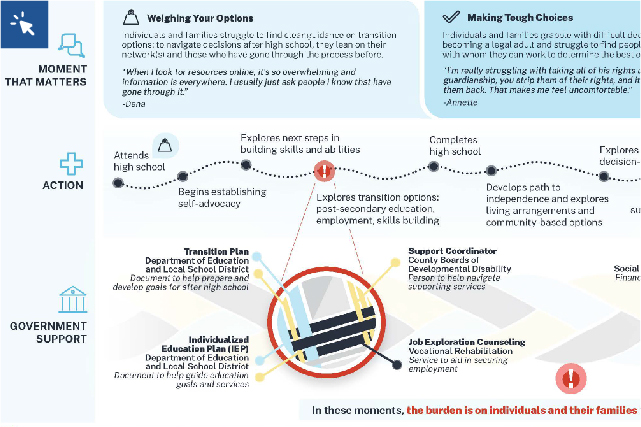 Weighing Your Options
Individuals and families struggle to find clear guidance on transition
options; to navigate decisions after high school, they lean on their
network(s) and those who have gone through the process before.
"When I look for resources online, it's so overwhelming and
information is everywhere. I usually just ask people I know that have
gone through it."
-Dana
Making Tough Choices
Individuals and families grapple with difficult
becoming a legal adult and struggle to find people
with whom they can work to determine the best
"I'm really struggling with taking all of his rights
guardianship, you strip them of their rights, and
them back. That makes me feel uncomfortable."
-Annette
MOMENT
THAT MATTERS
ACTION
Attends
high school
Begins establishing
self-advocacy
Explores next steps in
building skills and abilities
Explores transition options:
post-secondary education,
employment, skills building
Completes
high school
Develops path to
independence and explores
living arrangements and
community-based options
Explores
decision-
GOVERNMENT
SUPPORT
Transition Plan
Department of Education
and Local School District
Document to help prepare and
develop goals for after high school
Individualized
Education Plan (IEP)
Department of Education
and Local School District
Document to help guide education
goals and services
Support Coordinator
County Boards of
Developmental Disability
Person to help navigate
supporting services
Job Exploration Counseling
Vocational Rehabilitation
Service to aid in securing
employment
Social
In these moments, the burden is on individuals and their families